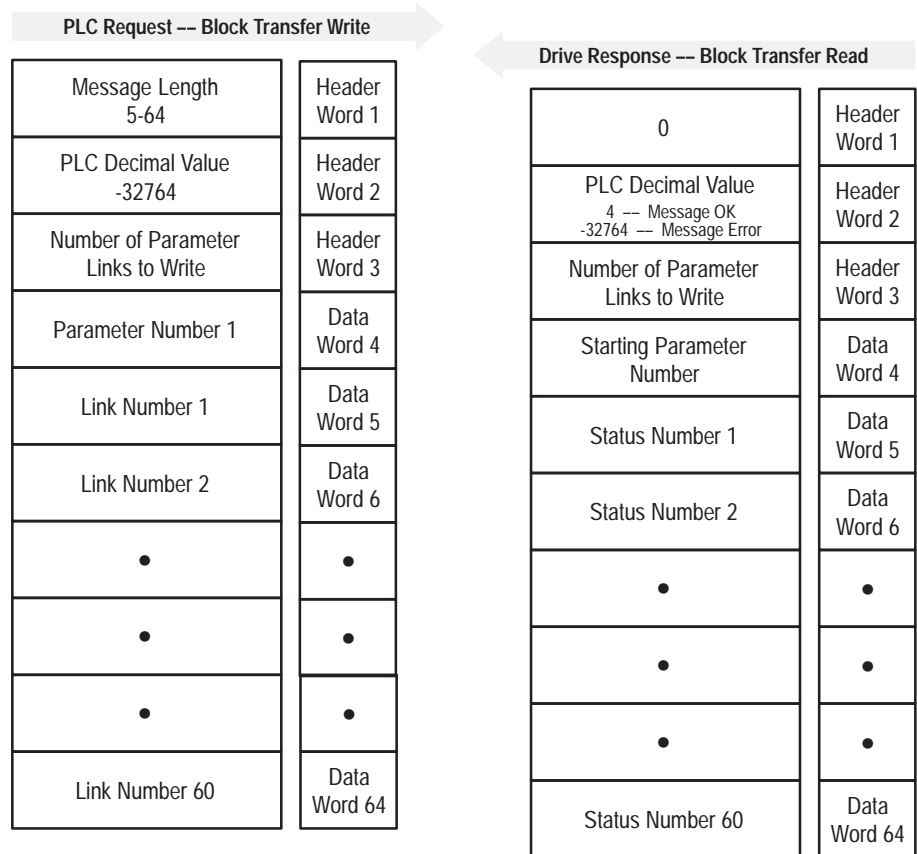 PLC Request –– Block Transfer Write
Message Length
5-64
Header
Word 1
PLC Decimal Value
-32764
Header
Word 2
Number of Parameter
Links to Write
Header
Word 3
Parameter Number 1
Data
Word 4
Link Number 1
Data
Word 5
Link Number 2
Data
Word 6
Link Number 60
Data
Word 64
Drive Response –– Block Transfer Read
0
Header
Word 1
PLC Decimal Value
4 –– Message OK
-32764 –– Message Error
Header
Word 2
Number of Parameter
Links to Write
Header
Word 3
Starting Parameter
Number
Data
Word 4
Status Number 1
Data
Word 5
Status Number 2
Data
Word 6
Status Number 60
Data
Word 64